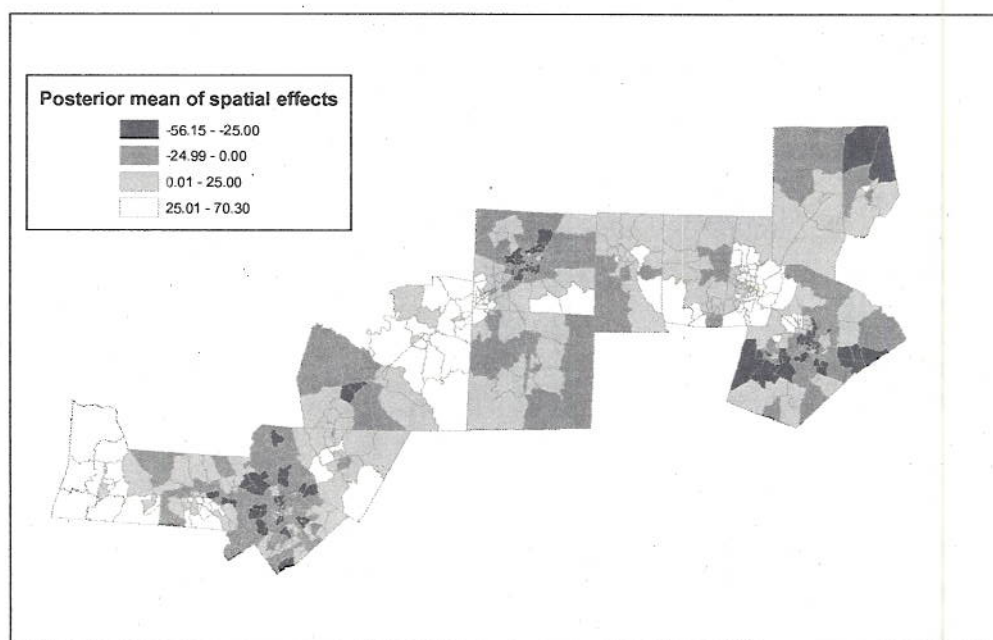 Posterior mean of spatial effects
-56.15 - -25.00
-24.99 - 0.00
0.01 - 25.00
25.01 - 70.30